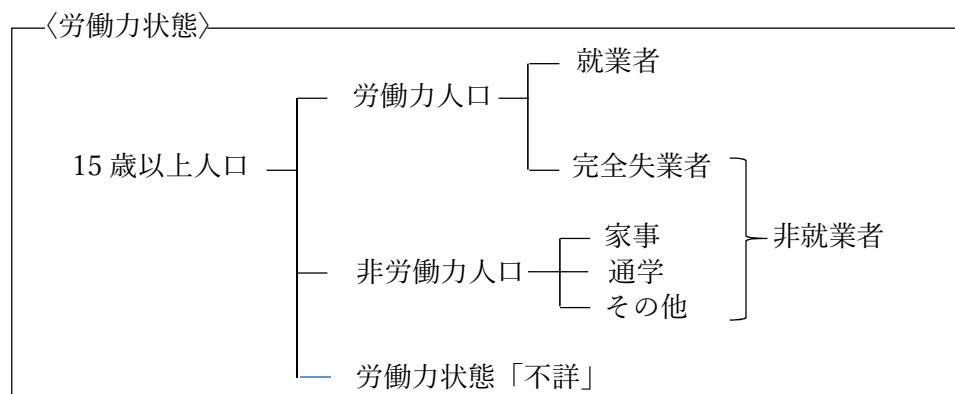 〈労働力状態〉
就業者
労働力人口
15歳以上人口
完全失業者
家事
非就業者
非労働力人口
通学
その他
労働力状態「不詳」